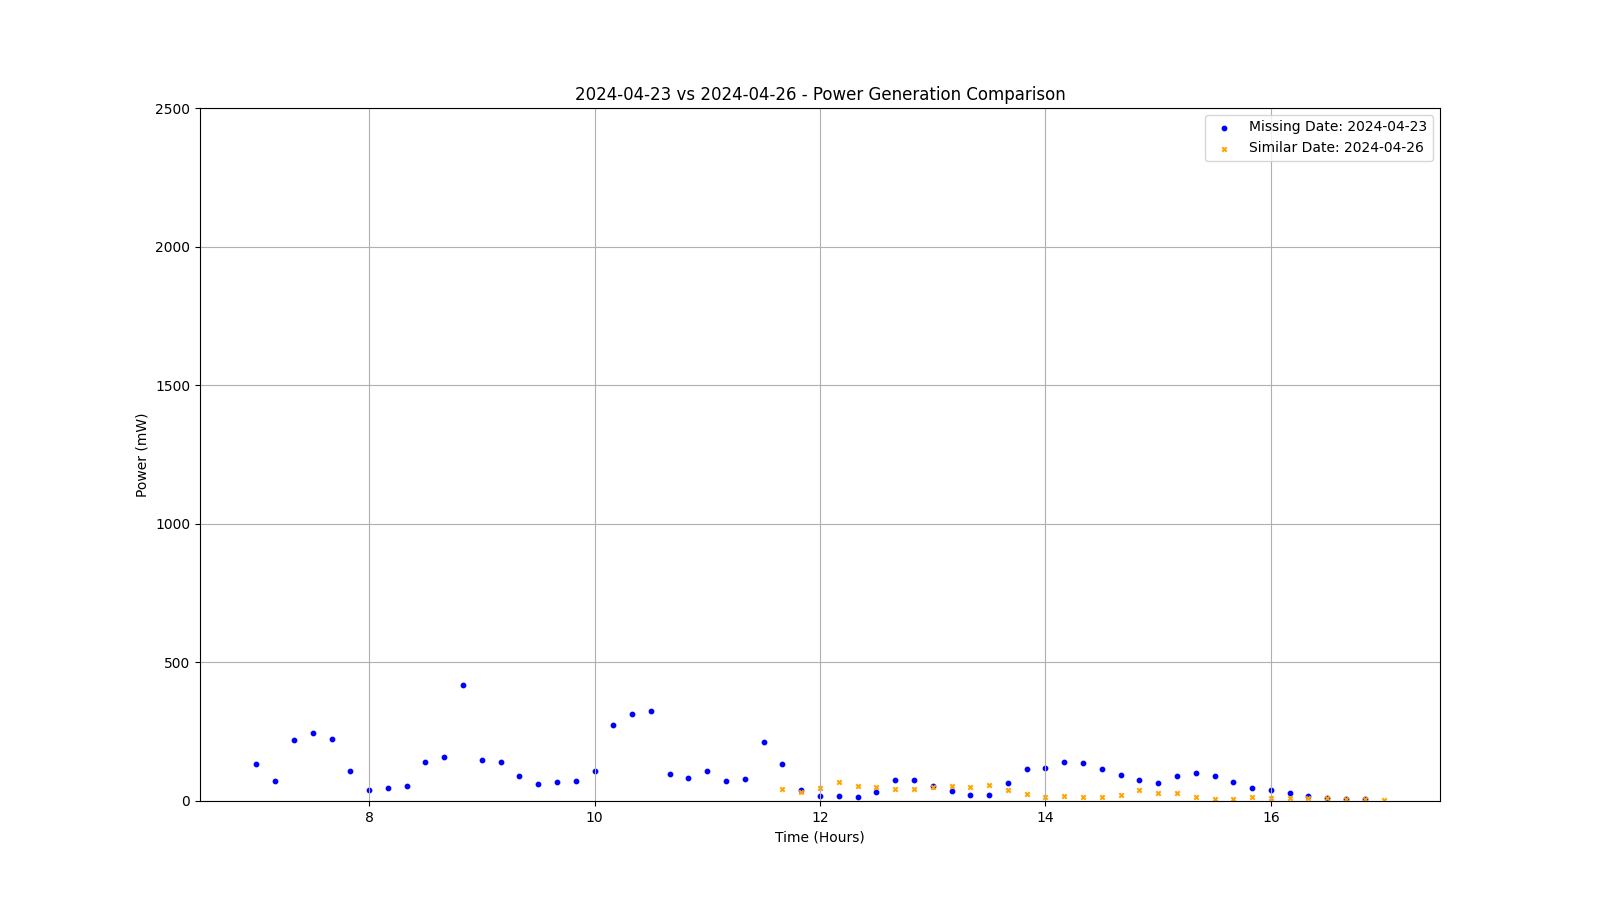 2024-04-23 vs 2024-04-26 - Power Generation Comparison
Missing Date: 2024-04-23
Similar Date: 2024-04-26
2500
2000
1500
1000
500
0
Power (mW)
8
10
12
14
16
Time (Hours)